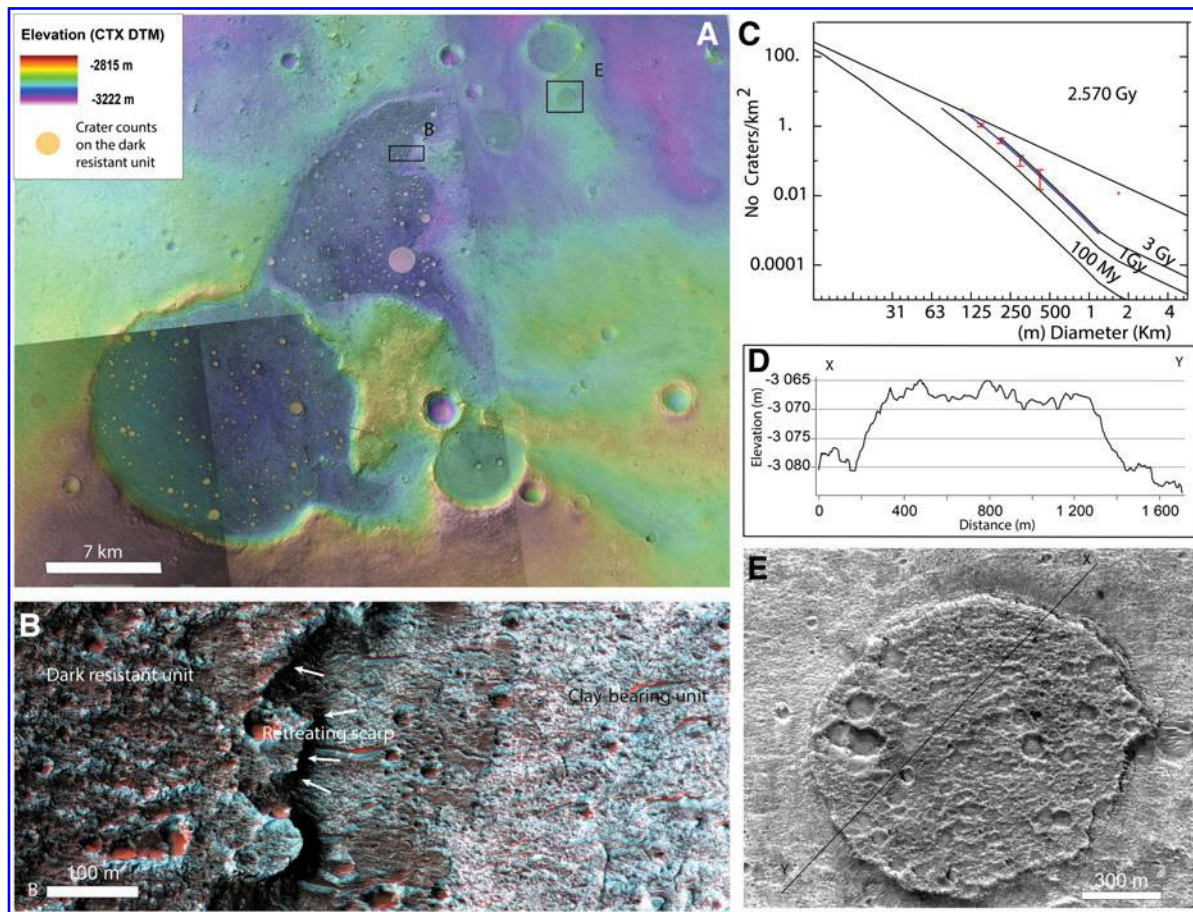 A
Elevation (CTX DTM)
-2815 m
-3222 m
Crater counts
on the dark
resistant unit
E
B
7 km
B
Dark resistant unit
Clay-bearing unit
Retreating scarp
100 m
B
C
100.
1.
0.01
0.0001
No Craters/km2
2.570 Gy
3 Gy
1Gy
100 My
31 63 125 250 500 1 2 4
(m) Diameter (Km)
D
X Y
-3 065
-3 070
-3 075
-3 080
Elevation (m)
0 400 800 1 200 1 600
Distance (m)
E
X
Y
300 m